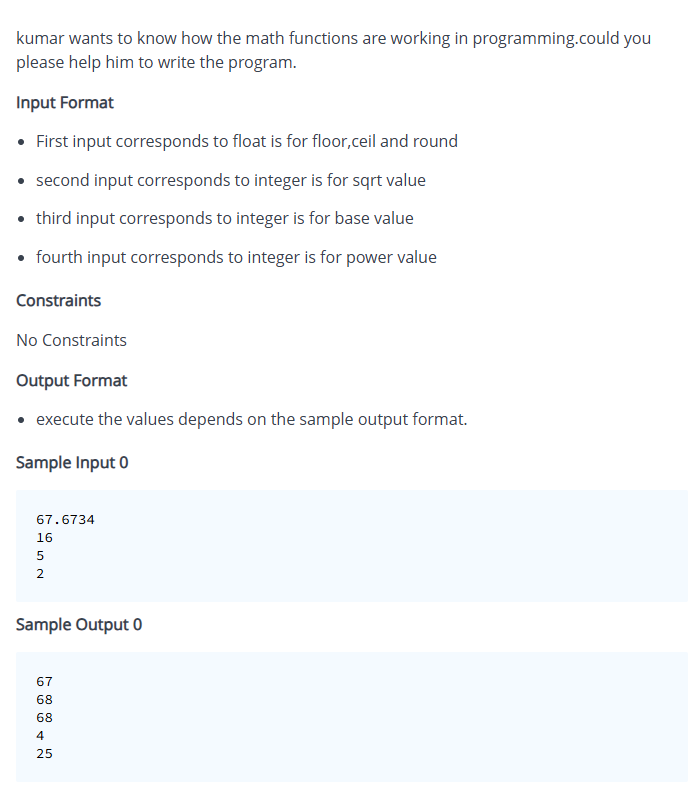 kumar wants to know how the math functions are working in programming.could you
please help him to write the program.
Input Format
• First input corresponds to float is for floor,ceil and round
• second input corresponds to integer is for sqrt value
• third input corresponds to integer is for base value
• fourth input corresponds to integer is for power value
Constraints
No Constraints
Output Format
• execute the values depends on the sample output format.
Sample Input 0
67.6734
16
5
2
Sample Output 0
67
68
68
4
25